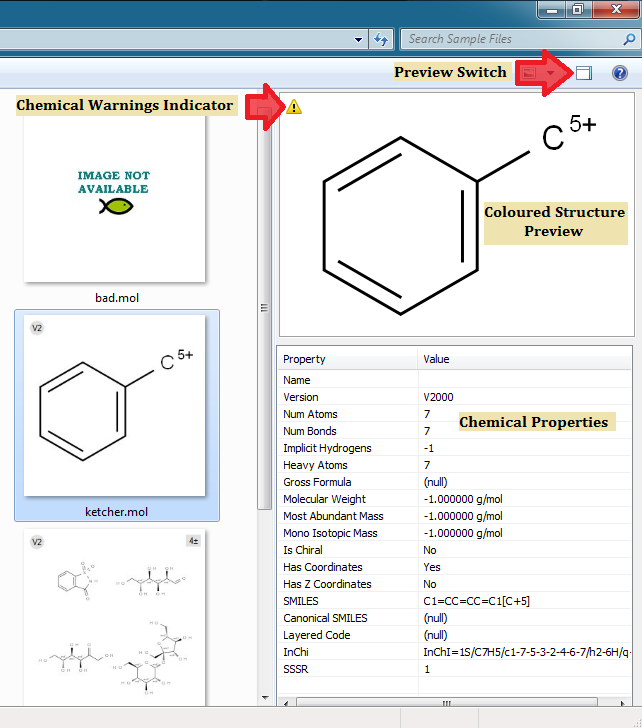 Search Sample Files
Preview Switch
Chemical Warnings Indicator
IMAGE NOT
AVAILABLE
bad.mol
V2
C 5+
ketcher.mol
V2
4±
C 5+
Coloured Structure
Preview
Property Value
Name
Version V2000
Num Atoms 7
Chemical Properties
Num Bonds 7
Implicit Hydrogens -1
Heavy Atoms 7
Gross Formula (null)
Molecular Weight -1.000000 g/mol
Most Abundant Mass -1.000000 g/mol
Mono Isotopic Mass -1.000000 g/mol
Is Chiral No
Has Coordinates Yes
Has Z Coordinates No
SMILES C1=CC=CC=C1[C+5]
Canonical SMILES (null)
Layered Code (null)
InChi InChI=1S/C7H5/c1-7-5-3-2-4-6-7/h2-6H/q
SSSR 1